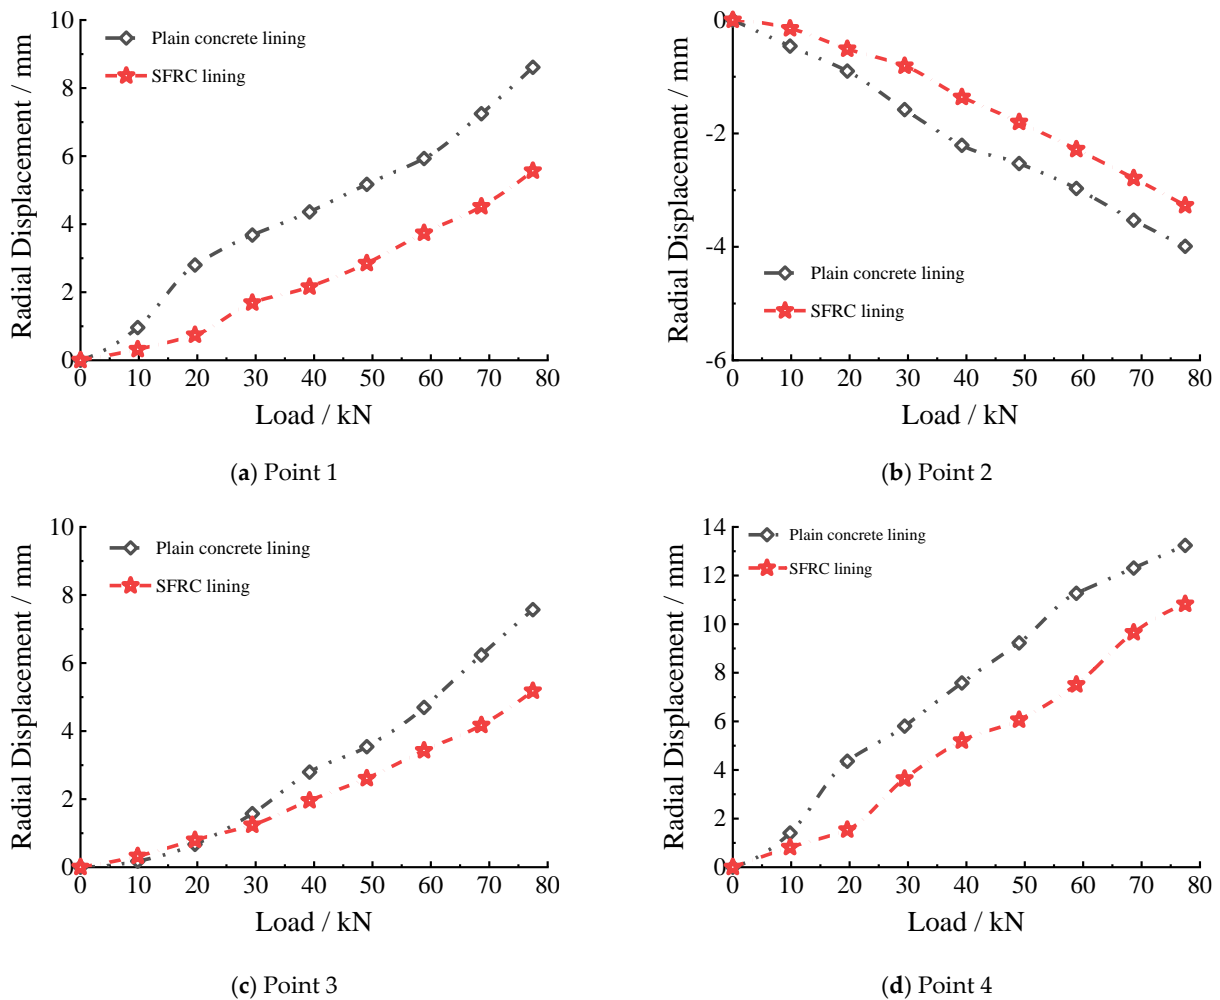 10
8
6
4
2
0
Radial Displacement / mm
Plain concrete lining
SFRC lining
0 10 20 30 40 50 60 70 80
Load / kN
(a) Point 1
0
-2
-4
-6
Radial Displacement / mm
Plain concrete lining
SFRC lining
0 10 20 30 40 50 60 70 80
Load / kN
(b) Point 2
10
8
6
4
2
0
Radial Displacement / mm
Plain concrete lining
SFRC lining
0 10 20 30 40 50 60 70 80
Load / kN
(c) Point 3
14
12
10
8
6
4
2
0
Radial Displacement / mm
Plain concrete lining
SFRC lining
0 10 20 30 40 50 60 70 80
Load / kN
(d) Point 4